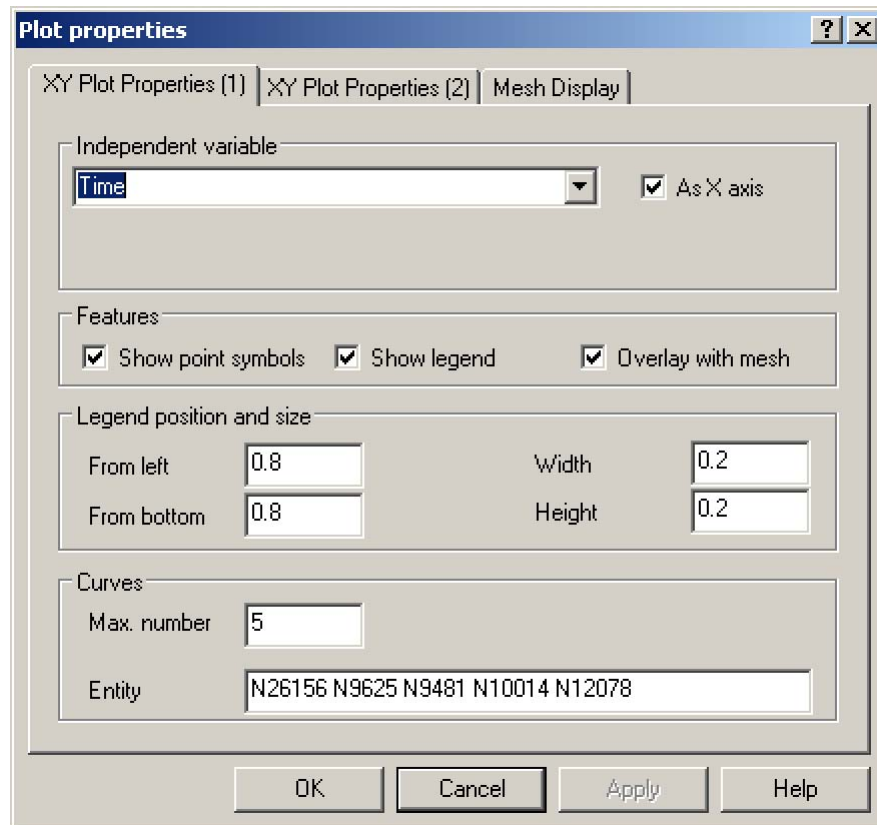 Plot properties
XY Plot Properties (1) XY Plot Properties (2) Mesh Display
Independent variable
Time As X axis
Features
Show point symbols Show legend Overlay with mesh
Legend position and size
From left 0.8 Width 0.2
From bottom 0.8 Height 0.2
Curves
Max. number 5
Entity N26156 N9625 N9481 N10014 N12078
OK Cancel Apply Help